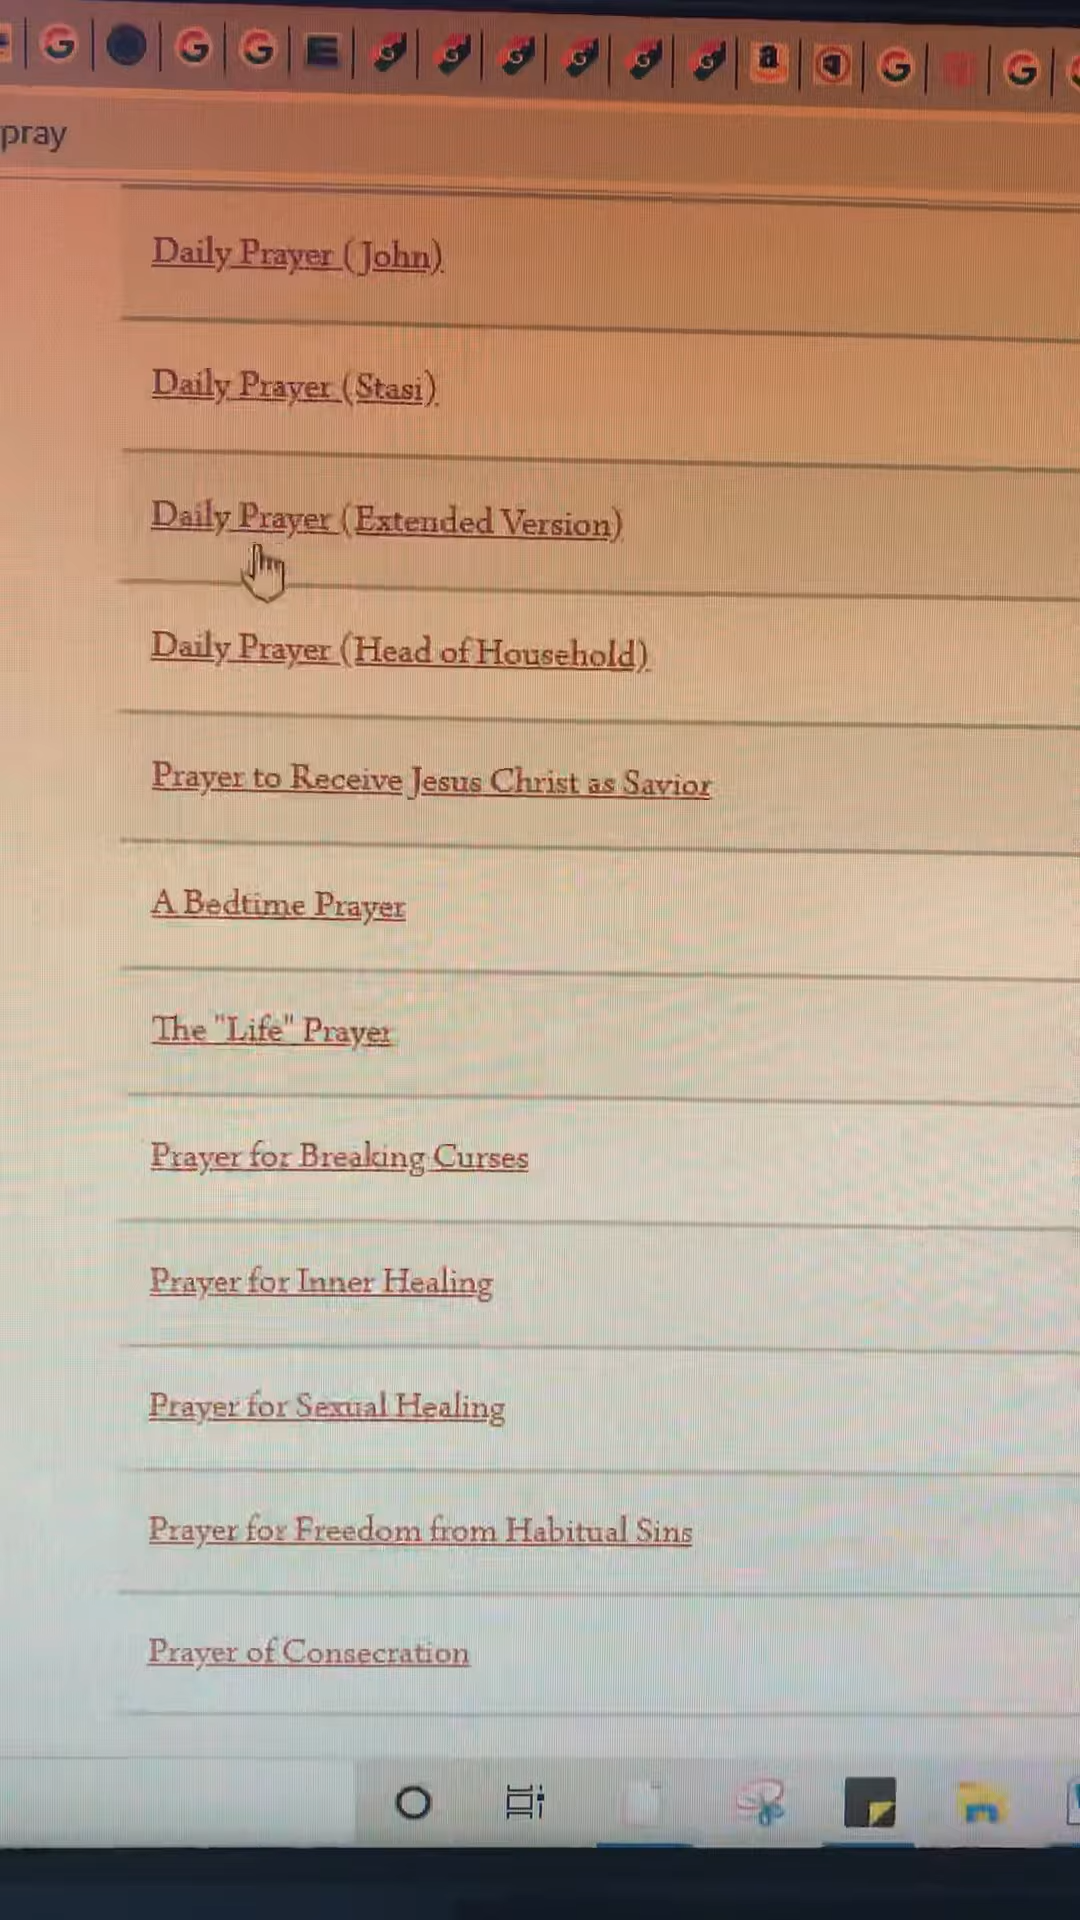 pray
Daily Prayer (John)
Daily Prayer (Stasi)
Daily Prayer (Extended Version)
Daily Prayer (Head of Household)
Prayer to Receive Jesus Christ as Savior
A Bedtime Prayer
The "Life" Prayer
Prayer for Breaking Curses
Prayer for Inner Healing
Prayer for Sexual Healing
Prayer for Freedom from Habitual Sins
Prayer of Consecration